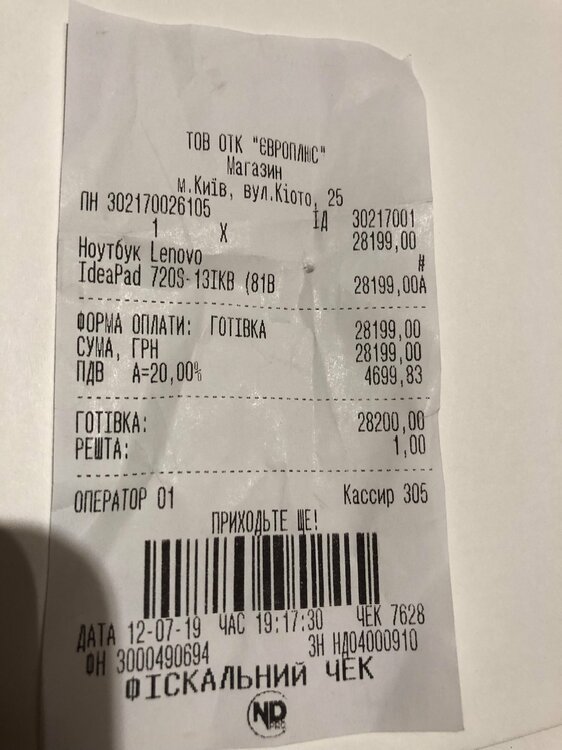 ТОВ ОТК "ЄВРОПЛЮС"
Магазин
м.Київ, вул.Кіото, 25
ПН 302170026105 ІД 30217001
1 X 28199,00
Ноутбук Lenovo #
IdeaPad 720S-13IKB (81B 28199,00А
ФОРМА ОПЛАТИ: ГОТІВКА 28199,00
СУМА, ГРН 28199,00
ПДВ А=20,00% 4699,83
ГОТІВКА: 28200,00
РЕШТА: 1,00
ОПЕРАТОР 01 Кассир 305
ПРИХОДЬТЕ ЩЕ!
ДАТА 12-07-19 ЧАС 19:17:30 ЧЕК 7628
ФН 3000490694 ЗН НД04000910
ФІСКАЛЬНИЙ ЧЕК
ND